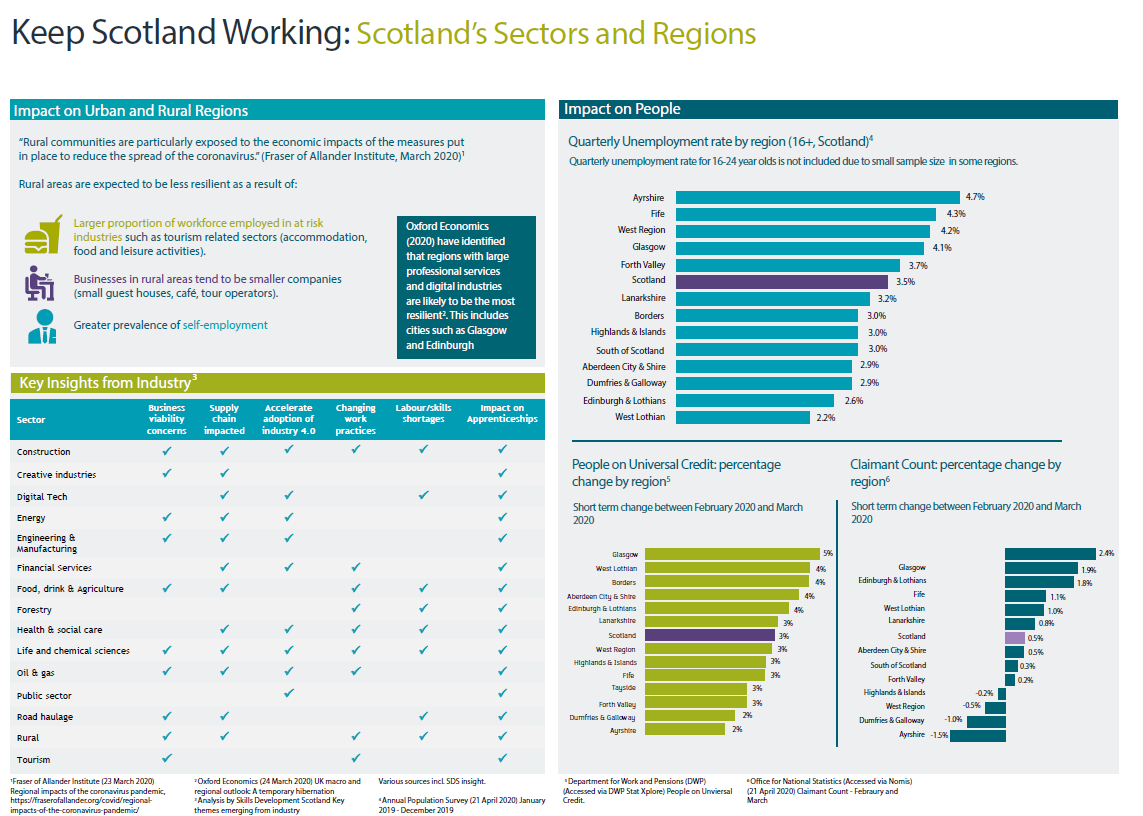 Keep Scotland Working: Scotland's Sectors and Regions
Impact on Urban and Rural Regions
"Rural communities are particularly exposed to the economic impacts of the measures put
in place to reduce the spread of the coronavirus." (Fraser of Allander Institute, March 2020)¹
Rural areas are expected to be less resilient as a result of:
Larger proportion of workforce employed in at risk
industries such as tourism related sectors (accommodation,
food and leisure activities).
Businesses in rural areas tend to be smaller companies
(small guest houses, café, tour operators).
Greater prevalence of self-employment
Oxford Economics
(2020) have identified
that regions with large
professional services
and digital industries
are likely to be the most
resilient². This includes
cities such as Glasgow
and Edinburgh
Key Insights from Industry³
Sector
Business
viability
concerns
Supply
chain
impacted
Accelerate
adoption of
industry 4.0
Changing
work
practices
Labour/skills
shortages
Impact on
Apprenticeships
Construction ✓ ✓ ✓ ✓ ✓ ✓
Creative industries ✓ ✓ ✓
Digital Tech ✓ ✓ ✓ ✓
Energy ✓ ✓ ✓ ✓
Engineering &
Manufacturing ✓ ✓ ✓ ✓
Financial Services ✓ ✓ ✓ ✓
Food, drink & Agriculture ✓ ✓ ✓ ✓ ✓
Forestry ✓ ✓ ✓
Health & social care ✓ ✓ ✓ ✓ ✓
Life and chemical sciences ✓ ✓ ✓ ✓ ✓ ✓
Oil & gas ✓ ✓ ✓ ✓ ✓
Public sector ✓ ✓
Road haulage ✓ ✓ ✓ ✓
Rural ✓ ✓ ✓ ✓ ✓
Tourism ✓ ✓ ✓
Impact on People
Quarterly Unemployment rate by region (16+, Scotland)⁴
Quarterly unemployment rate for 16-24 year olds is not included due to small sample size in some regions.
Ayrshire 4.7%
Fife 4.3%
West Region 4.2%
Glasgow 4.1%
Forth Valley 3.7%
Scotland 3.5%
Lanarkshire 3.2%
Borders 3.0%
Highlands & Islands 3.0%
South of Scotland 3.0%
Aberdeen City & Shire 2.9%
Dumfries & Galloway 2.9%
Edinburgh & Lothians 2.6%
West Lothian 2.2%
People on Universal Credit: percentage
change by region⁵
Short term change between February 2020 and March
2020
Glasgow 5%
West Lothian 4%
Borders 4%
Aberdeen City & Shire 4%
Edinburgh & Lothians 4%
Lanarkshire 3%
Scotland 3%
West Region 3%
Highlands & Islands 3%
Fife 3%
Tayside 3%
Forth Valley 3%
Dumfries & Galloway 2%
Ayrshire 2%
Claimant Count: percentage change by
region⁶
Short term change between February 2020 and March
2020
2.4%
Glasgow 1.9%
Edinburgh & Lothians 1.8%
Fife 1.1%
West Lothian 1.0%
Lanarkshire 0.8%
Scotland 0.5%
Aberdeen City & Shire 0.5%
South of Scotland 0.3%
Forth Valley 0.2%
Highlands & Islands -0.2%
West Region -0.5%
Dumfries & Galloway -1.0%
Ayrshire -1.5%
¹Fraser of Allander Institute (23 March 2020)
Regional impacts of the coronavirus pandemic,
https://fraserofallander.org/covid/regional-
impacts-of-the-coronavirus-pandemic/
²Oxford Economics (24 March 2020) UK macro and
regional outlook: A temporary hibernation
³Analysis by Skills Development Scotland Key
themes emerging from industry
Various sources incl. SDS insight.
⁴Annual Population Survey (21 April 2020) January
2019 - December 2019
⁵Department for Work and Pensions (DWP)
(Accessed via DWP Stat Xplore) People on Unviersal
Credit.
⁶Office for National Statistics (Accessed via Nomis)
(21 April 2020) Claimant Count - Febraury and
March